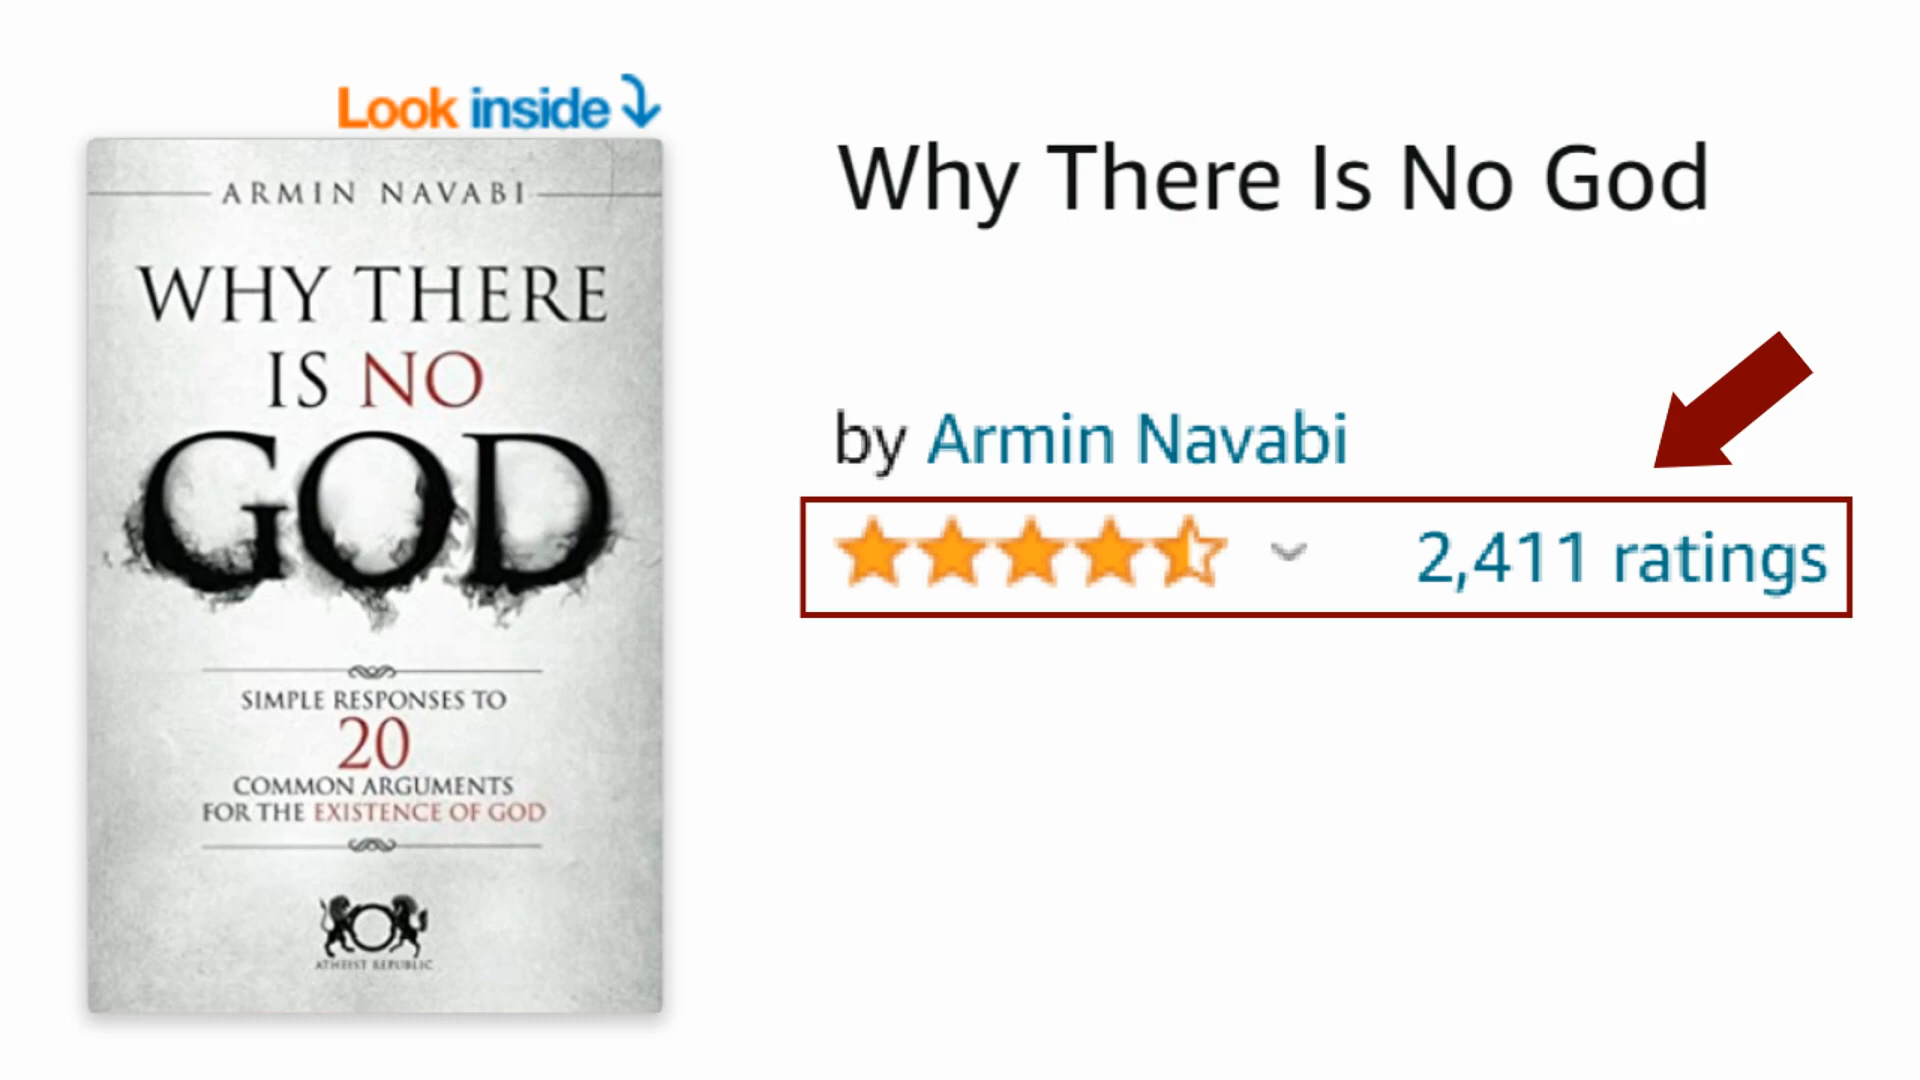 Look inside
ARMIN NAVABI
WHY THERE
IS NO
GOD
SIMPLE RESPONSES TO
20
COMMON ARGUMENTS
FOR THE EXISTENCE OF GOD
ATHEIST REPUBLIC
Why There Is No God
by Armin Navabi
2,411 ratings